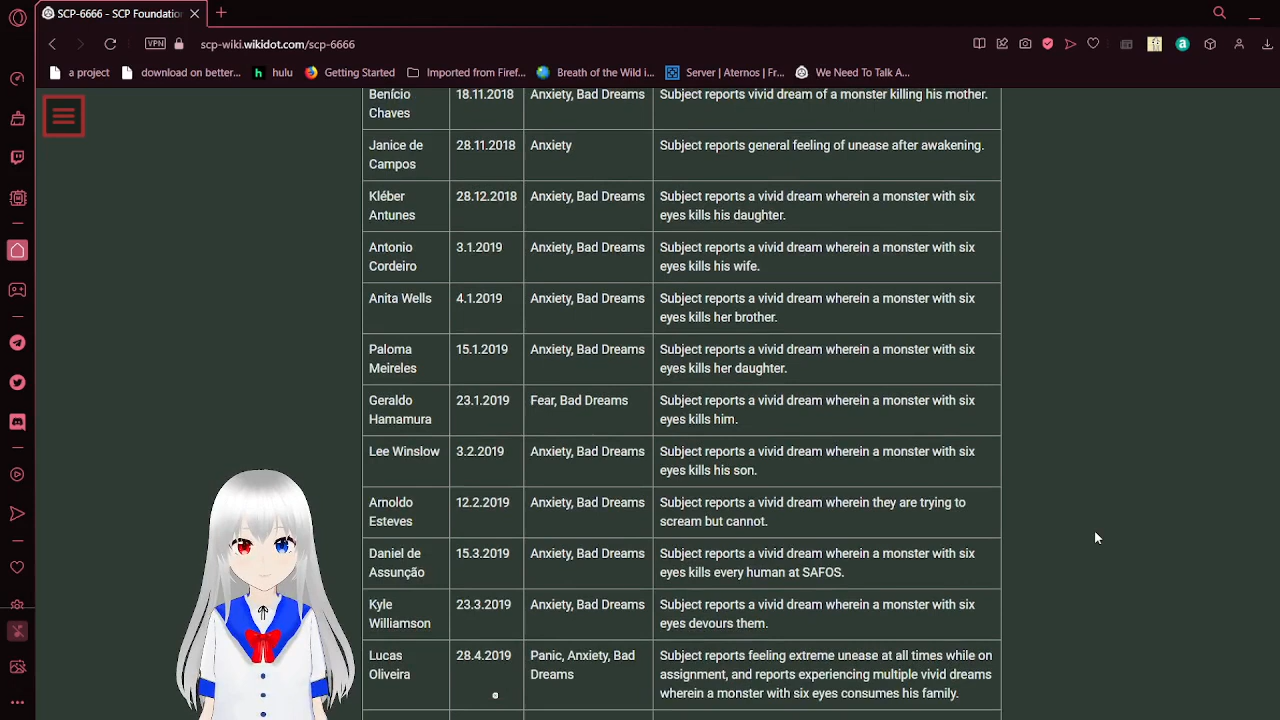 SCP-6666 - SCP Foundation
scp-wiki.wikidot.com/scp-6666
VPN
a project
download on better...
hulu
Getting Started
Imported from Firef...
Breath of the Wild i...
Server | Aternos | Fr...
We Need To Talk A...
Benício
Chaves
18.11.2018
Anxiety, Bad Dreams
Subject reports vivid dream of a monster killing his mother.
Janice de
Campos
28.11.2018
Anxiety
Subject reports general feeling of unease after awakening.
Kléber
Antunes
28.12.2018
Anxiety, Bad Dreams
Subject reports a vivid dream wherein a monster with six
eyes kills his daughter.
Antonio
Cordeiro
3.1.2019
Anxiety, Bad Dreams
Subject reports a vivid dream wherein a monster with six
eyes kills his wife.
Anita Wells
4.1.2019
Anxiety, Bad Dreams
Subject reports a vivid dream wherein a monster with six
eyes kills her brother.
Paloma
Meireles
15.1.2019
Anxiety, Bad Dreams
Subject reports a vivid dream wherein a monster with six
eyes kills her daughter.
Geraldo
Hamamura
23.1.2019
Fear, Bad Dreams
Subject reports a vivid dream wherein a monster with six
eyes kills him.
Lee Winslow
3.2.2019
Anxiety, Bad Dreams
Subject reports a vivid dream wherein a monster with six
eyes kills his son.
Arnoldo
Esteves
12.2.2019
Anxiety, Bad Dreams
Subject reports a vivid dream wherein they are trying to
scream but cannot.
Daniel de
Assunção
15.3.2019
Anxiety, Bad Dreams
Subject reports a vivid dream wherein a monster with six
eyes kills every human at SAFOS.
Kyle
Williamson
23.3.2019
Anxiety, Bad Dreams
Subject reports a vivid dream wherein a monster with six
eyes devours them.
Lucas
Oliveira
28.4.2019
Panic, Anxiety, Bad
Dreams
Subject reports feeling extreme unease at all times while on
assignment, and reports experiencing multiple vivid dreams
wherein a monster with six eyes consumes his family.